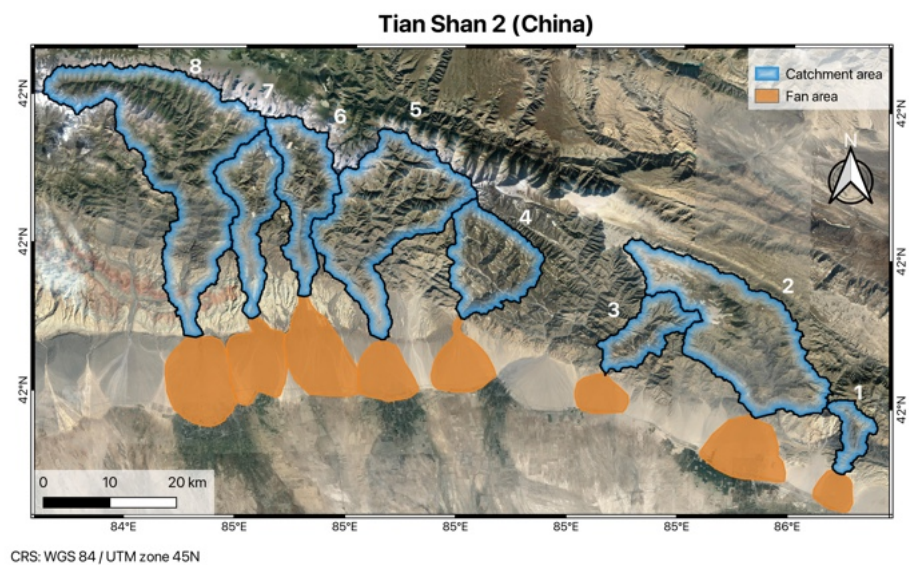 Tian Shan 2 (China)
8
7
6
5
4
3
2
1
Catchment area
Fan area
N
42°N
42°N
42°N
42°N
42°N
42°N
0 10 20 km
84°E 85°E 85°E 85°E 85°E 85°E 86°E
CRS: WGS 84 / UTM zone 45N